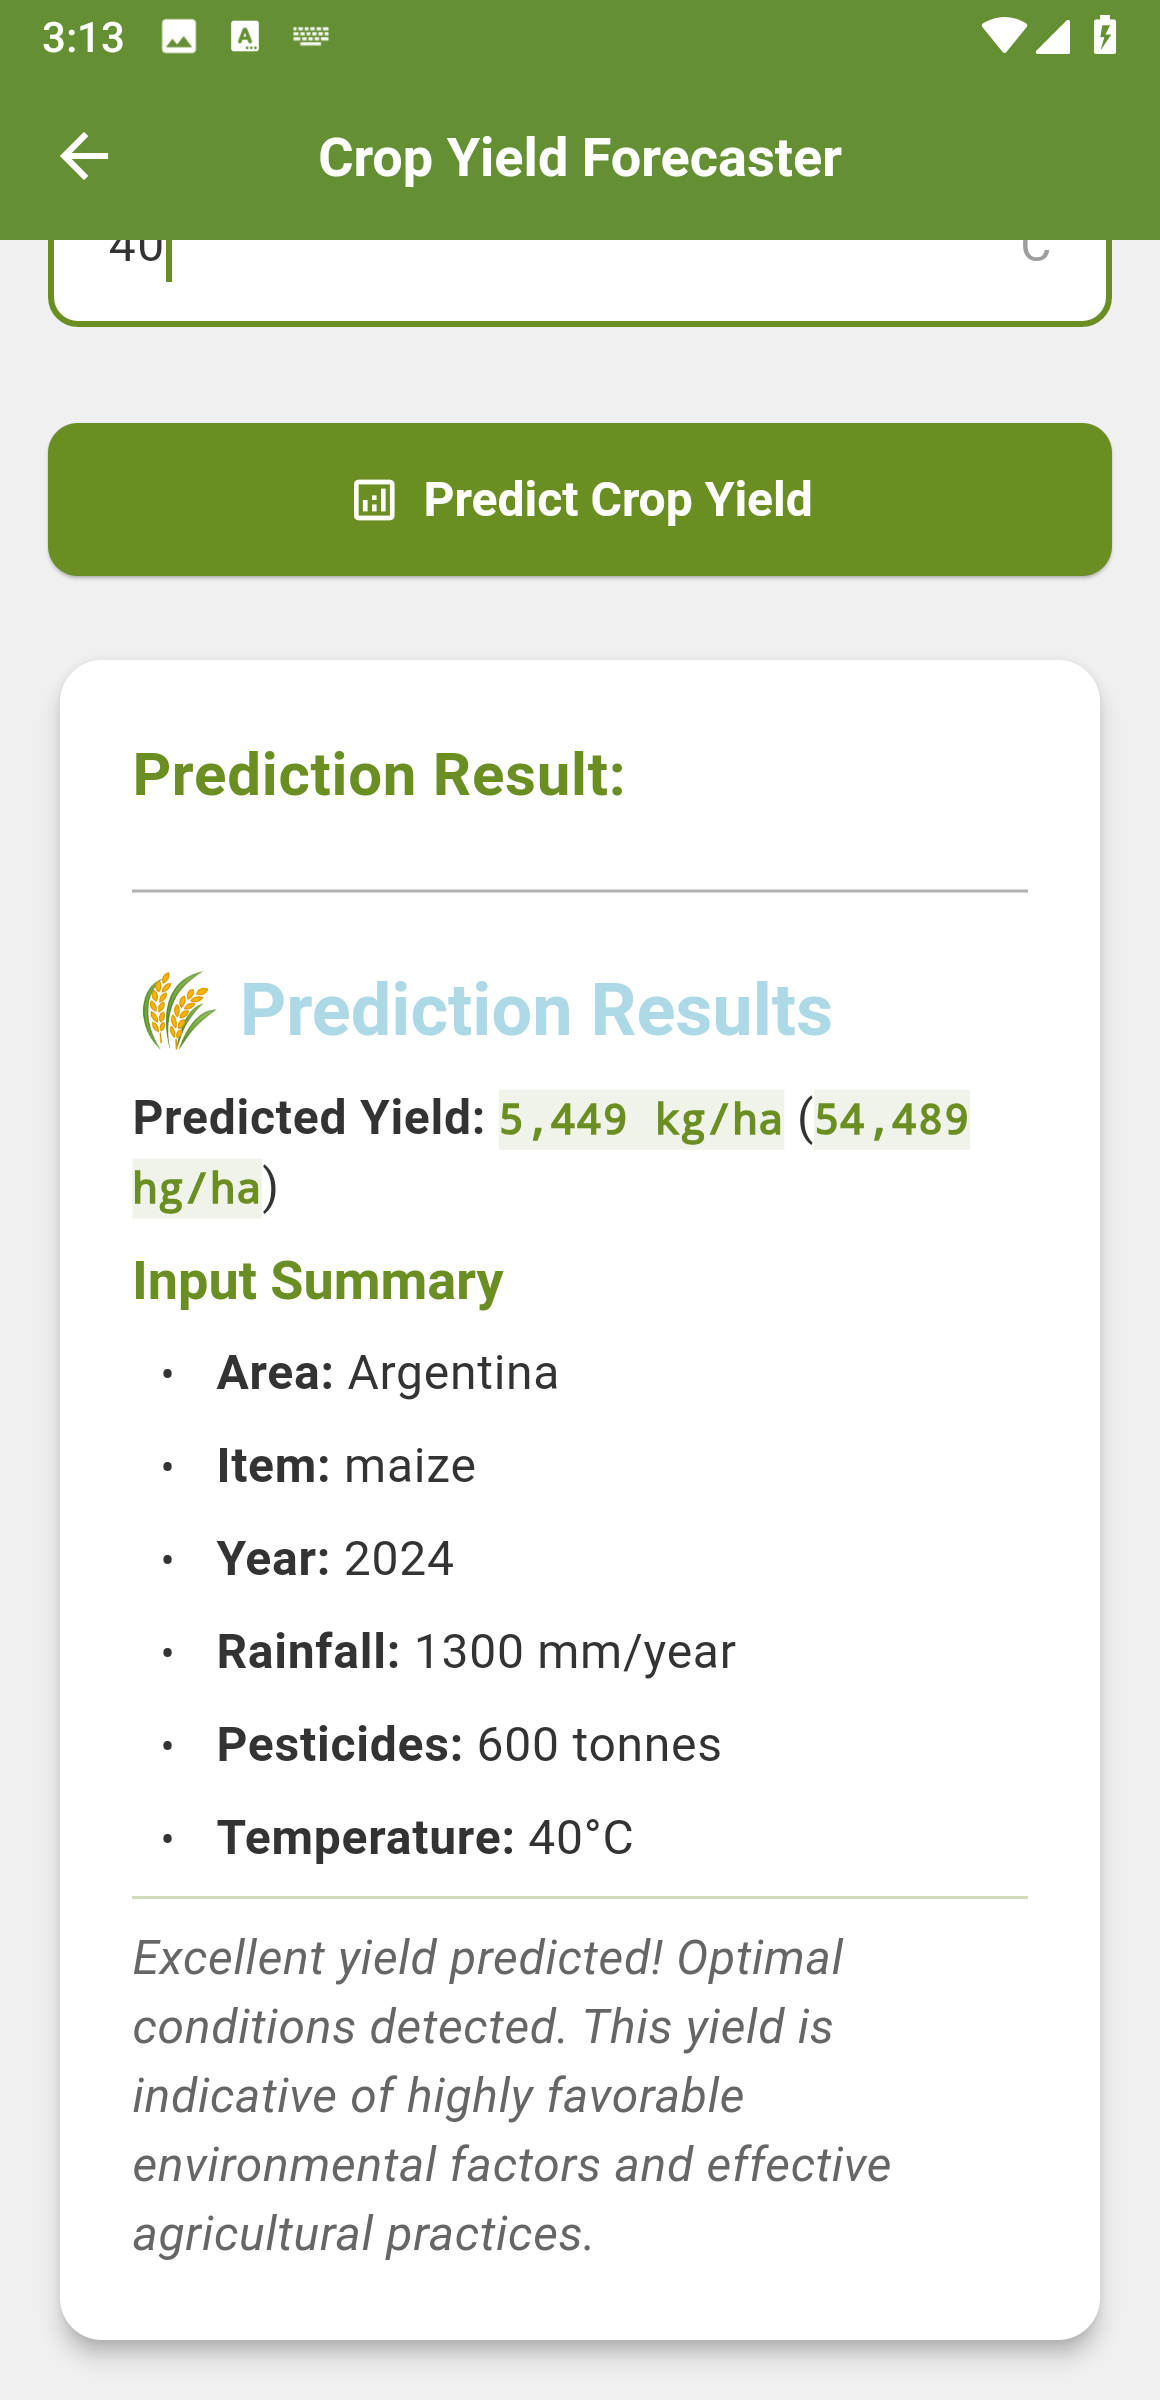 3:13
Crop Yield Forecaster
40
C
Predict Crop Yield
Prediction Result:
Prediction Results
Predicted Yield: 5,449 kg/ha (54,489
hg/ha)
Input Summary
• Area: Argentina
• Item: maize
• Year: 2024
• Rainfall: 1300 mm/year
• Pesticides: 600 tonnes
• Temperature: 40°C
Excellent yield predicted! Optimal
conditions detected. This yield is
indicative of highly favorable
environmental factors and effective
agricultural practices.